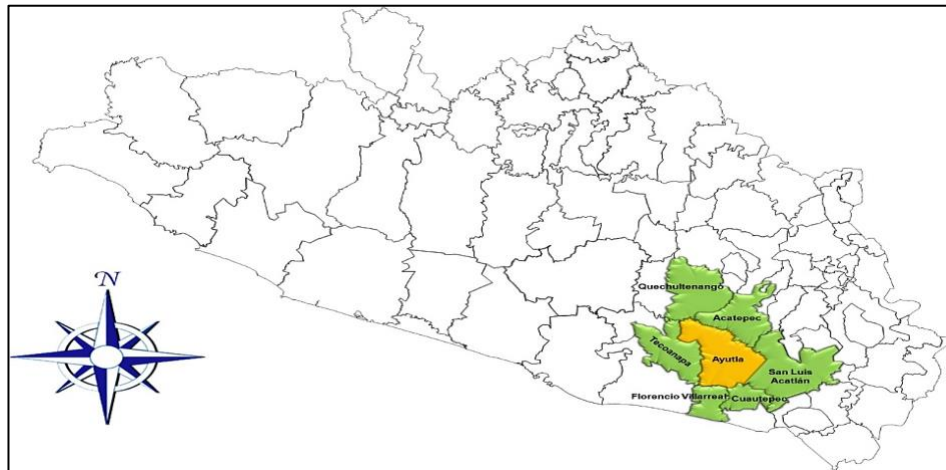 N
Quechultenango
Acatepec
Tecoanapa
Ayutla
San Luis
Acatlán
Florencio Villarreal
Cuautepec